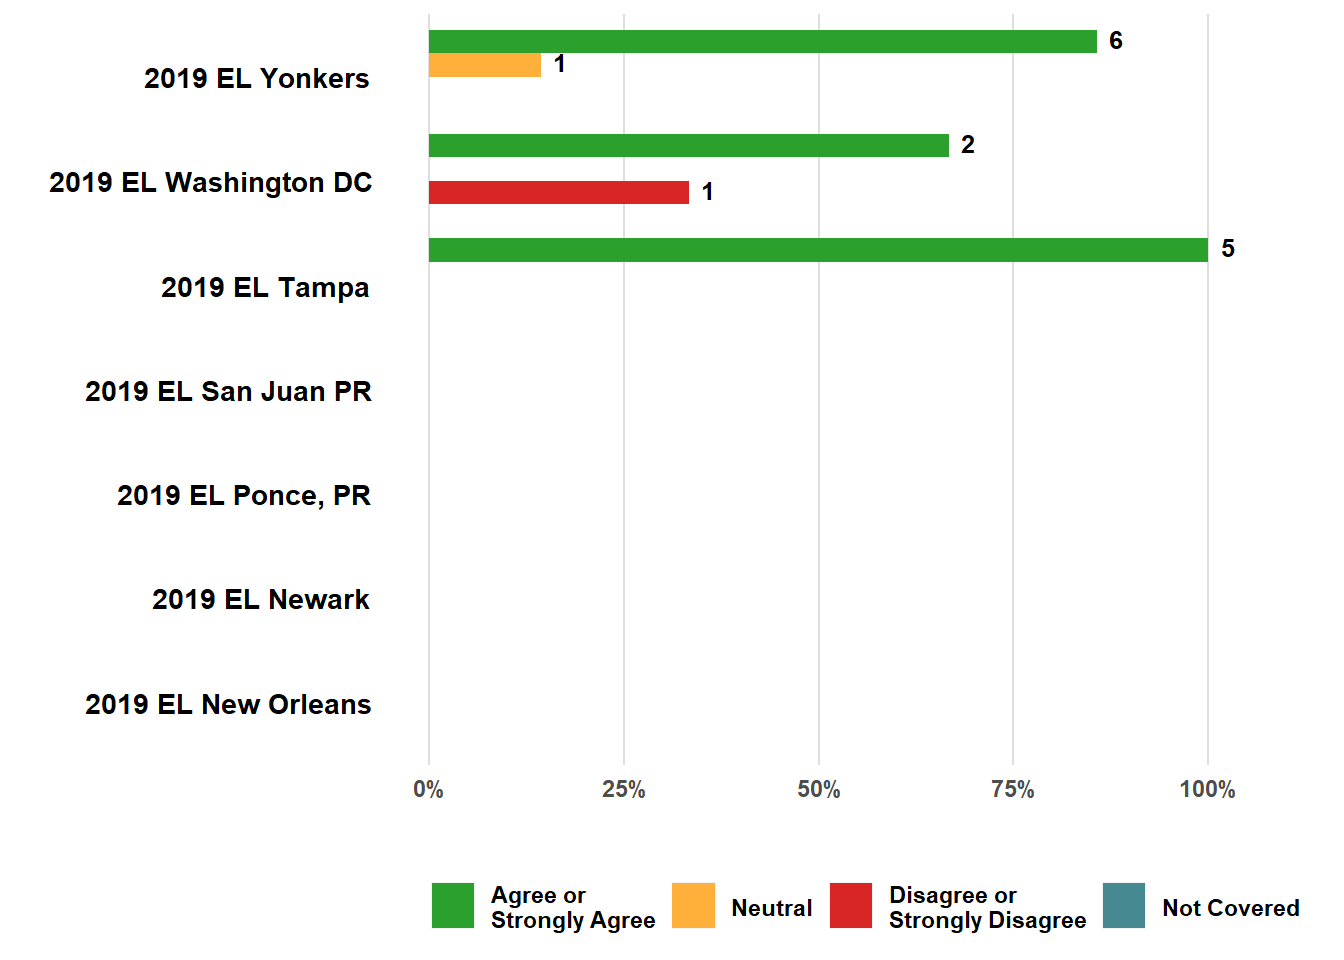 6
2019 EL Yonkers
1
2
2019 EL Washington DC
1
5
2019 EL Tampa
2019 EL San Juan PR
2019 EL Ponce, PR
2019 EL Newark
2019 EL New Orleans
0% 25% 50% 75% 100%
Agree or
Strongly Agree
Neutral
Disagree or
Strongly Disagree
Not Covered